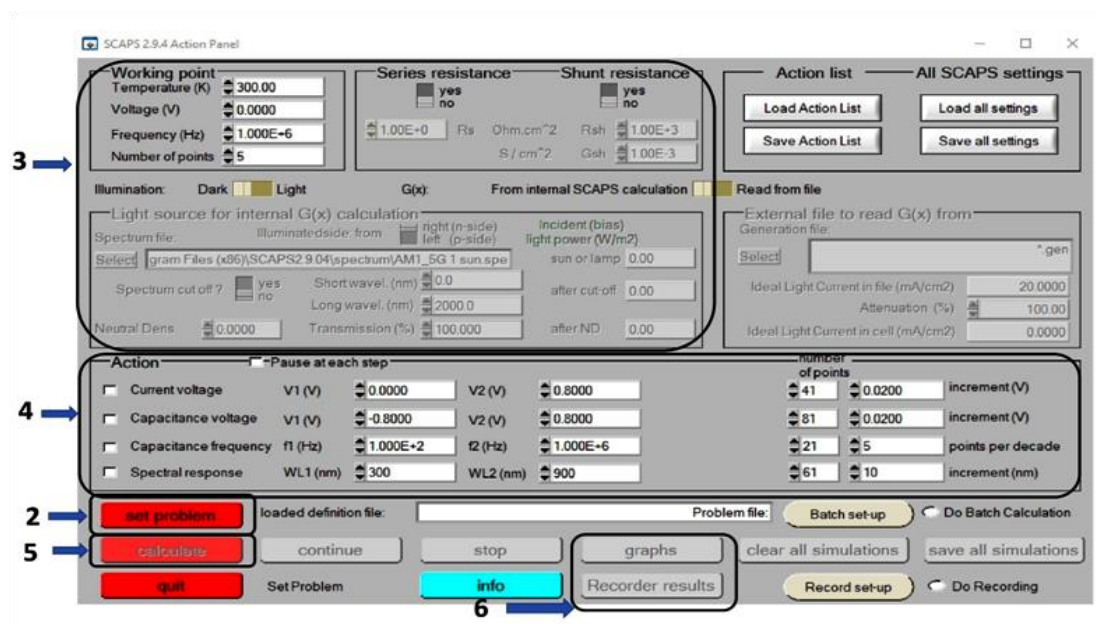 SCAPS 2.9.4 Action Panel
Working point
Temperature (K) 300.00
Voltage (V) 0.0000
Frequency (Hz) 1.000E+6
Number of points 5
Series resistance Shunt resistance
yes yes
no no
1.00E+0 Rs Ohm.cm^2 Rsh 1.00E+3
S / cm^2 Gsh 1.00E-3
Action list All SCAPS settings
Load Action List Load all settings
Save Action List Save all settings
3
Illumination: Dark Light G(x): From internal SCAPS calculation Read from file
Light source for internal G(x) calculation
Spectrum file: Illuminatedside: from right (n-side) Incident (bias)
left (p-side) light power (W/m2)
Select gram Files (x86)\SCAPS2.9.04\spectrum\AM1_5G 1 sun.spe sun or lamp 0.00
Spectrum cut off ? yes Short wavel. (nm) 0.0 after cut-off 0.00
no Long wavel. (nm) 2000.0
Neutral Dens 0.0000 Transmission (%) 100.000 after ND 0.00
External file to read G(x) from
Generation file:
Select *.gen
Ideal Light Current in file (mA/cm2) 20.0000
Attenuation (%) 100.00
Ideal Light Current in cell (mA/cm2) 0.0000
Action Pause at each step number
of points
Current voltage V1 (V) 0.0000 V2 (V) 0.8000 41 0.0200 increment (V)
4
Capacitance voltage V1 (V) -0.8000 V2 (V) 0.8000 81 0.0200 increment (V)
Capacitance frequency f1 (Hz) 1.000E+2 f2 (Hz) 1.000E+6 21 5 points per decade
Spectral response WL1 (nm) 300 WL2 (nm) 900 61 10 increment (nm)
2
set problem loaded definition file: Problem file: Batch set-up Do Batch Calculation
5
calculate continue stop graphs clear all simulations save all simulations
quit Set Problem info Recorder results Record set-up Do Recording
6